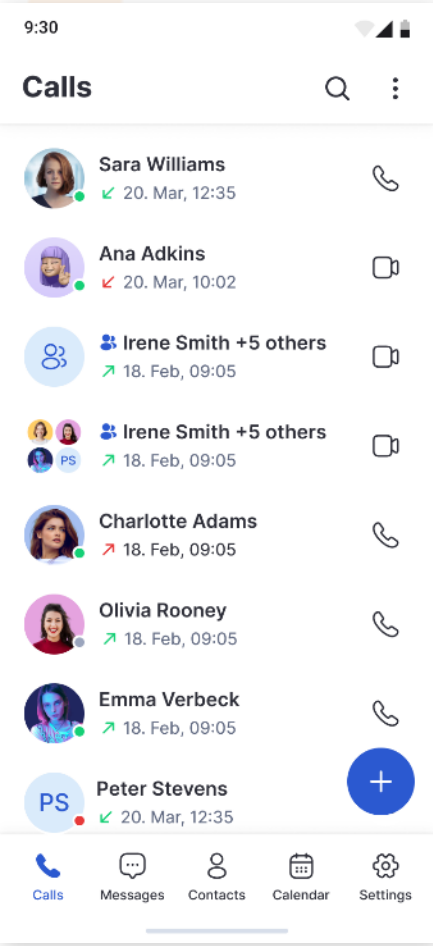 9:30
Calls
Sara Williams
20. Mar, 12:35
Ana Adkins
20. Mar, 10:02
Irene Smith +5 others
18. Feb, 09:05
Irene Smith +5 others
PS
18. Feb, 09:05
Charlotte Adams
18. Feb, 09:05
Olivia Rooney
18. Feb, 09:05
Emma Verbeck
18. Feb, 09:05
PS
Peter Stevens
20. Mar, 12:35
Calls Messages Contacts Calendar Settings